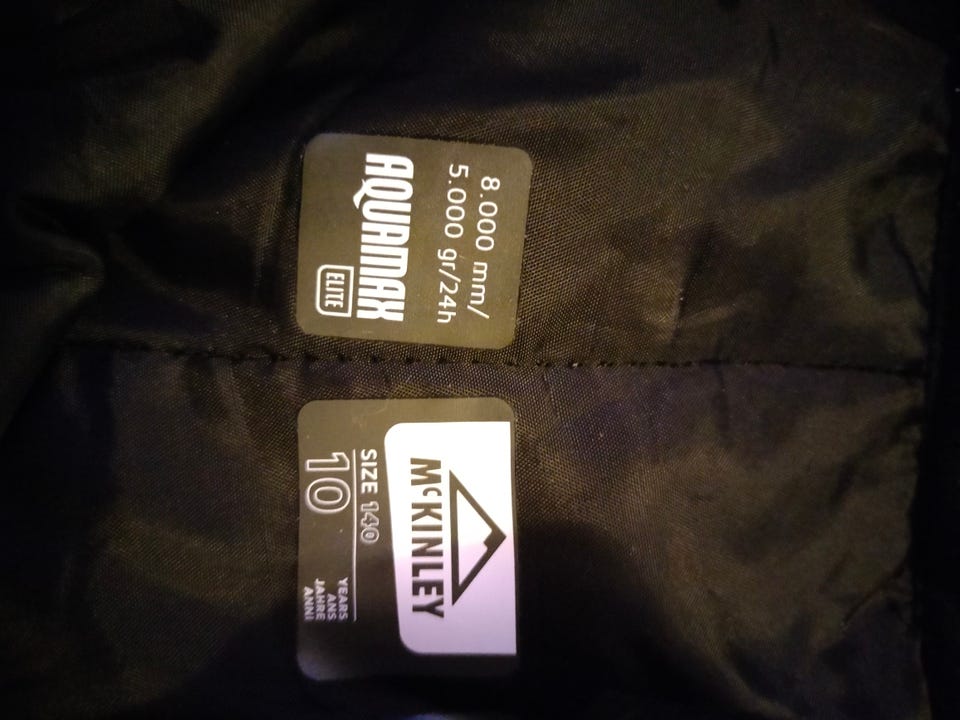 8.000 mm/
5.000 gr/24h
AQUAMAX
ELITE
McKINLEY
SIZE 140
10
YEARS
ANS
JAHRE
ANNI